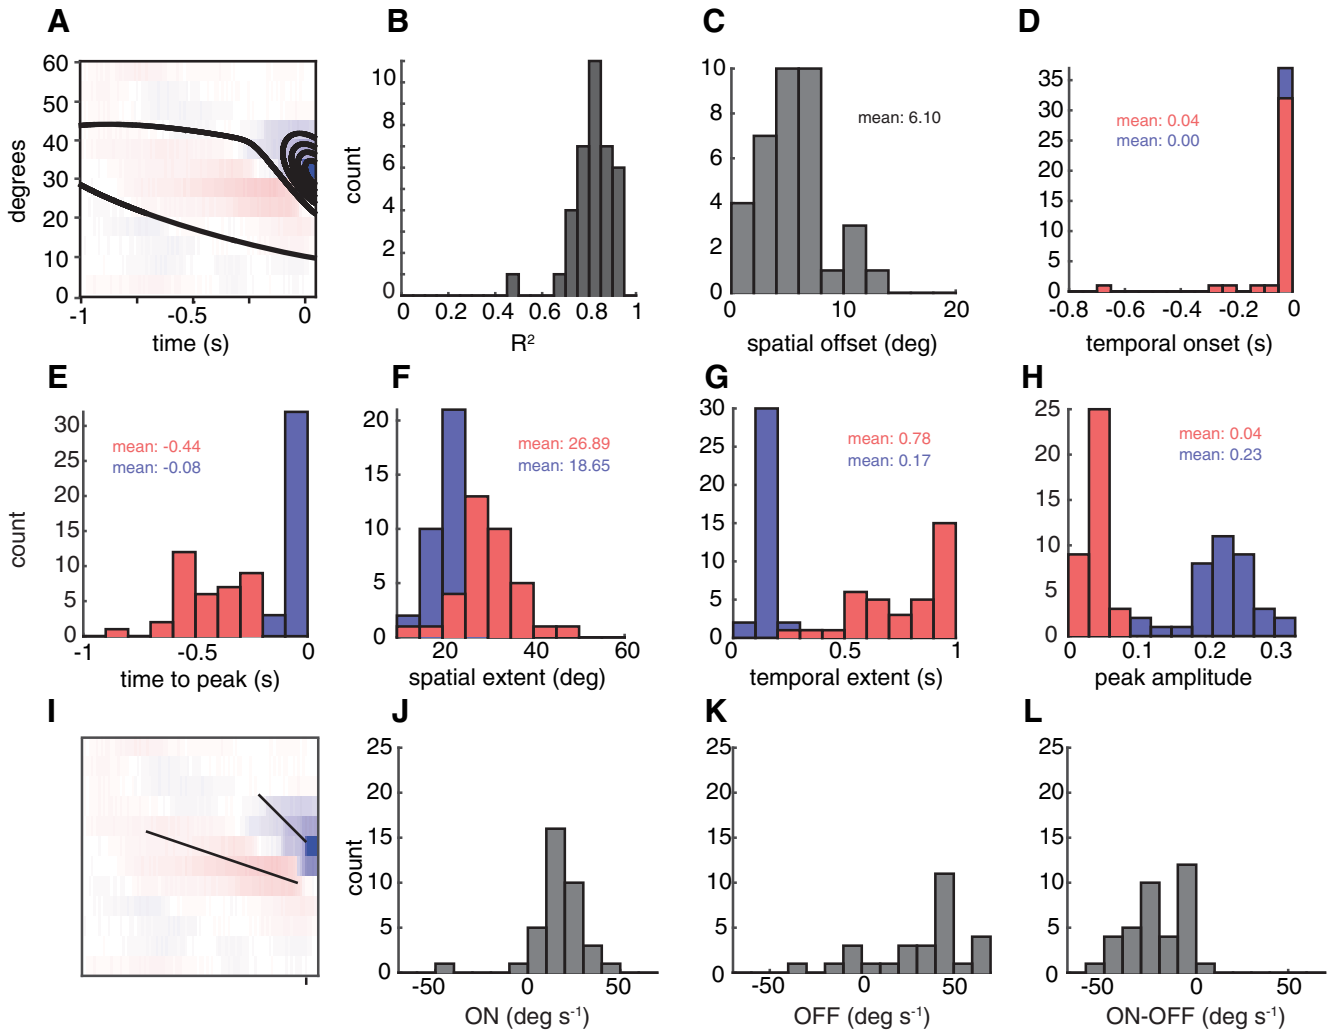 A
60
50
40
30
20
10
0
degrees
-1
-0.5
0
time (s)
B
10
8
6
4
2
0
count
0
0.2
0.4
0.6
0.8
1
R²
C
10
8
6
4
2
0
mean: 6.10
0
10
20
spatial offset (deg)
D
35
30
25
20
15
10
5
0
mean: 0.04
mean: 0.00
-0.8
-0.6
-0.4
-0.2
0
temporal onset (s)
E
30
25
20
15
10
5
0
count
mean: -0.44
mean: -0.08
-1
-0.5
0
time to peak (s)
F
20
15
10
5
0
mean: 26.89
mean: 18.65
20
40
60
spatial extent (deg)
G
30
25
20
15
10
5
0
mean: 0.78
mean: 0.17
0
0.5
1
temporal extent (s)
H
25
20
15
10
5
0
mean: 0.04
mean: 0.23
0
0.1
0.2
0.3
peak amplitude
I
J
25
20
15
10
5
0
count
-50
0
50
ON (deg s⁻¹)
K
25
20
15
10
5
0
-50
0
50
OFF (deg s⁻¹)
L
25
20
15
10
5
0
-50
0
50
ON-OFF (deg s⁻¹)